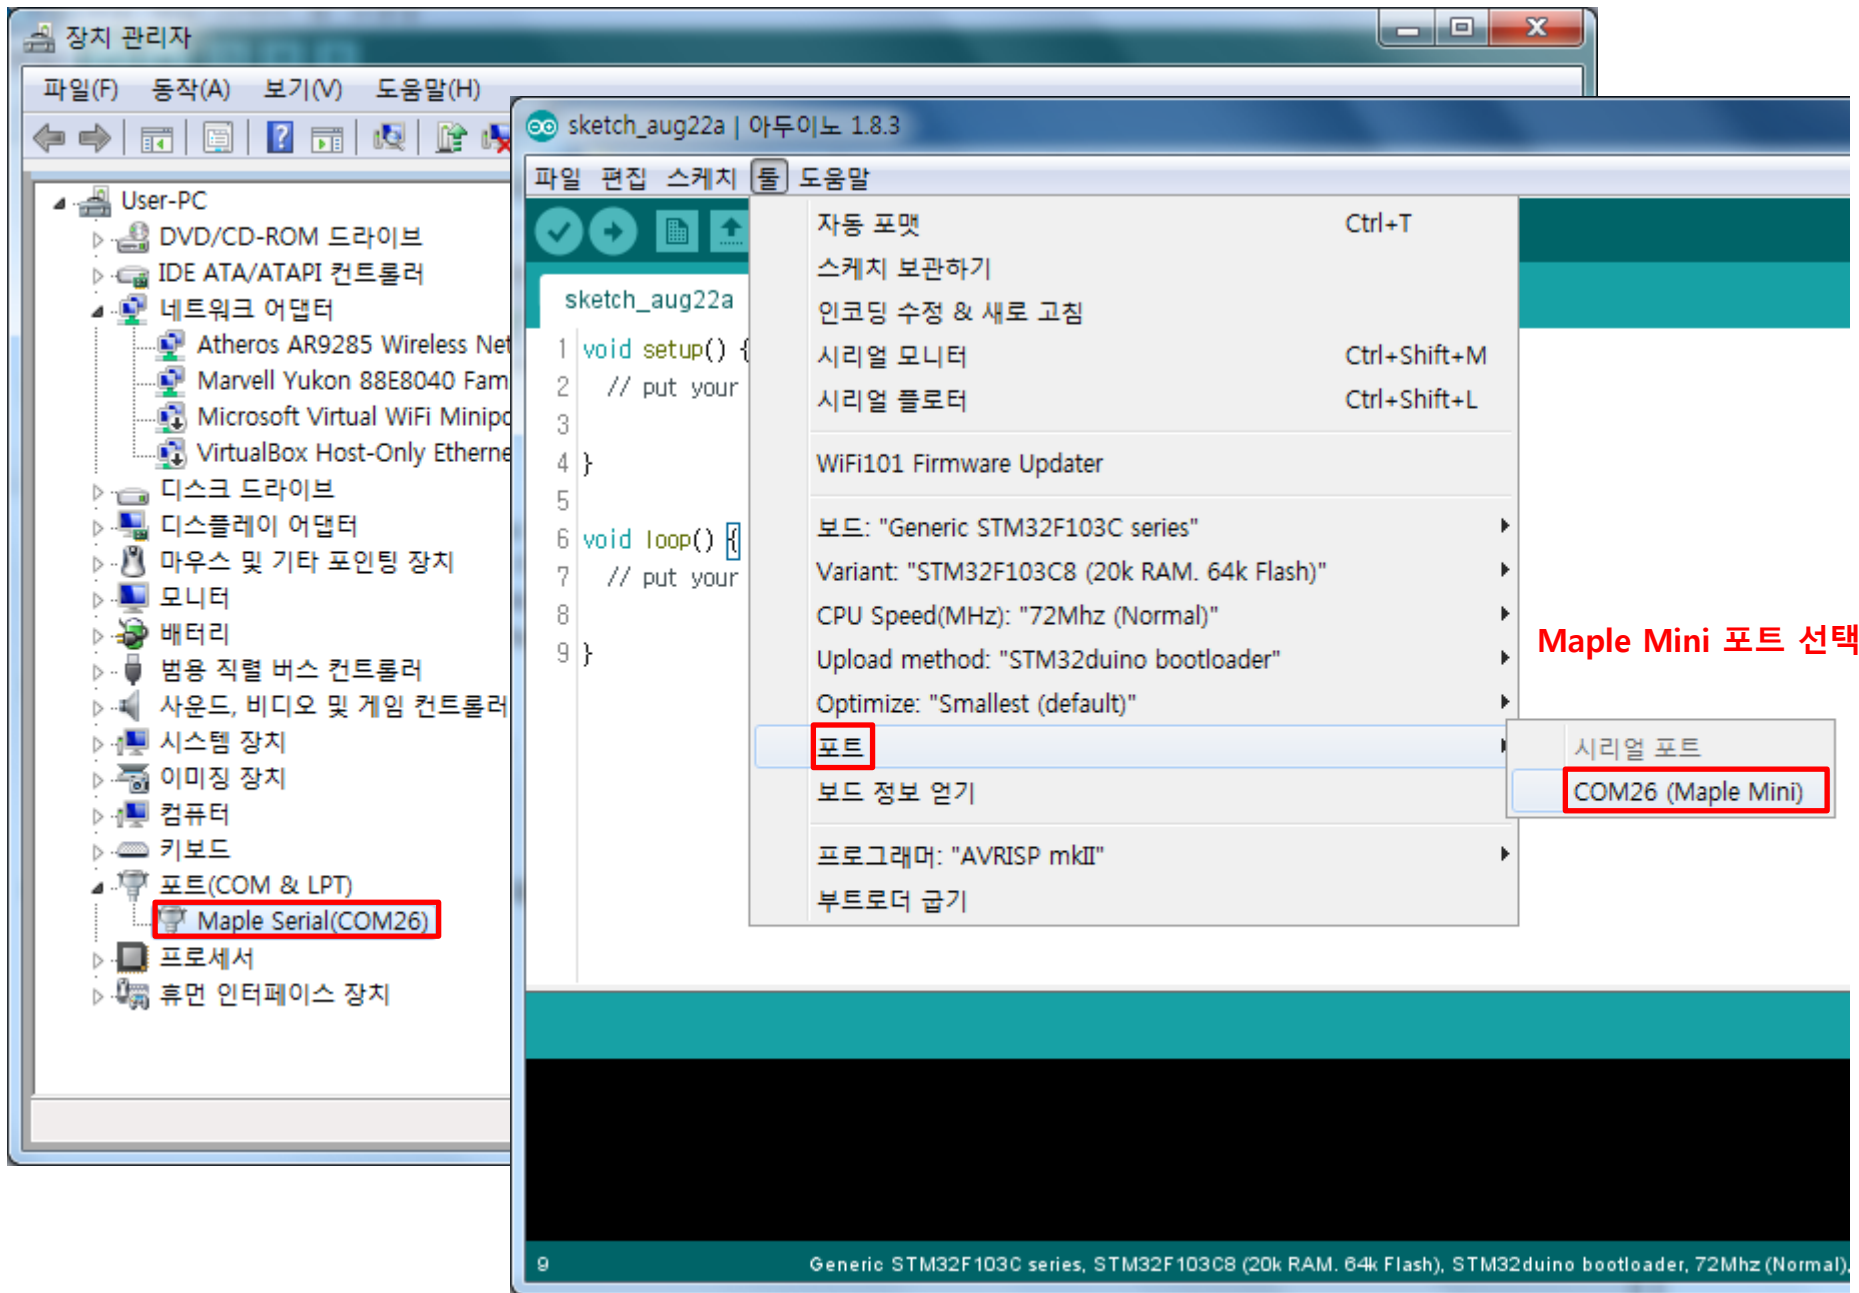 장치 관리자
파일(F) 동작(A) 보기(V) 도움말(H)
User-PC
DVD/CD-ROM 드라이브
IDE ATA/ATAPI 컨트롤러
네트워크 어댑터
Atheros AR9285 Wireless Net
Marvell Yukon 88E8040 Fam
Microsoft Virtual WiFi Minipo
VirtualBox Host-Only Etherne
디스크 드라이브
디스플레이 어댑터
마우스 및 기타 포인팅 장치
모니터
배터리
범용 직렬 버스 컨트롤러
사운드, 비디오 및 게임 컨트롤러
시스템 장치
이미징 장치
컴퓨터
키보드
포트(COM & LPT)
Maple Serial(COM26)
프로세서
휴먼 인터페이스 장치
sketch_aug22a | 아두이노 1.8.3
파일 편집 스케치 툴 도움말
sketch_aug22a
1 void setup() {
2 // put your
3
4 }
5
6 void loop() {
7 // put your
8
9 }
자동 포맷 Ctrl+T
스케치 보관하기
인코딩 수정 & 새로 고침
시리얼 모니터 Ctrl+Shift+M
시리얼 플로터 Ctrl+Shift+L
WiFi101 Firmware Updater
보드: "Generic STM32F103C series"
Variant: "STM32F103C8 (20k RAM. 64k Flash)"
CPU Speed(MHz): "72Mhz (Normal)"
Upload method: "STM32duino bootloader"
Optimize: "Smallest (default)"
포트
보드 정보 얻기
프로그래머: "AVRISP mkII"
부트로더 굽기
Maple Mini 포트 선택
시리얼 포트
COM26 (Maple Mini)
9 Generic STM32F103C series, STM32F103C8 (20k RAM. 64k Flash), STM32duino bootloader, 72Mhz (Normal),